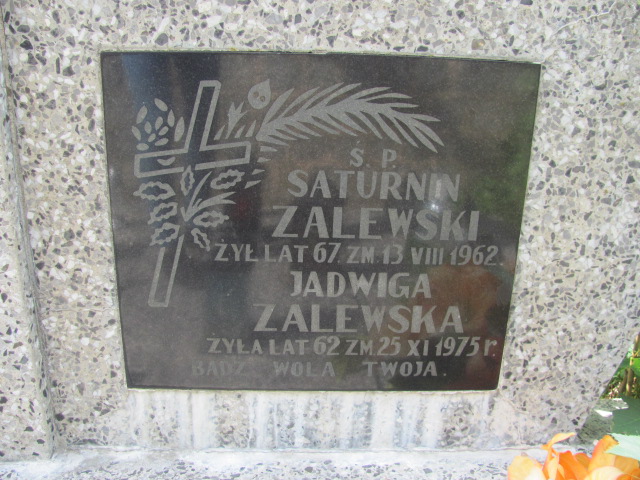 Ś. P.
SATURNIN
ZALEWSKI
ŻYŁ LAT 67. ZM. 13 VIII 1962.
JADWIGA
ZALEWSKA
ŻYŁA LAT 62 ZM. 25 XI 1975 r.
BĄDŹ WOLA TWOJA.